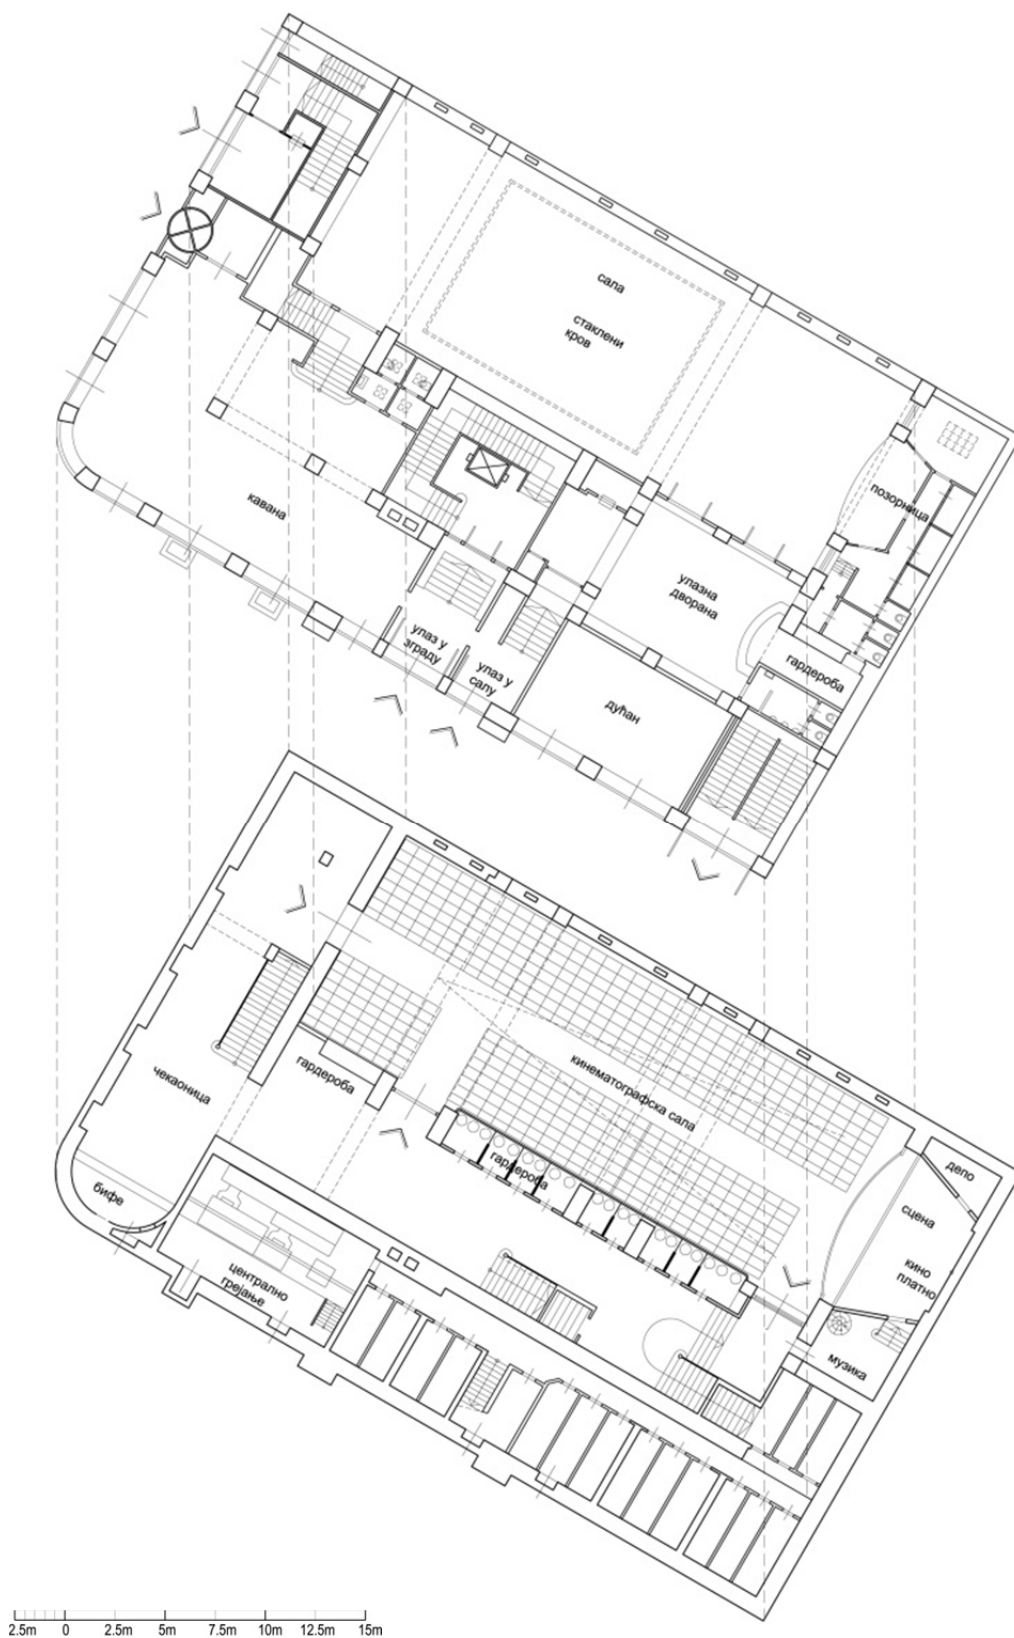 сала
стаклени
кров
кавана
позорница
улазна
дворана
улаз у
зграду
улаз у
салу
гардероба
дућан
кинематографска сала
гардероба
чекаоница
гардероба
депо
бифе
сцена
кино
платно
централно
грејање
музика
2.5m 0 2.5m 5m 7.5m 10m 12.5m 15m